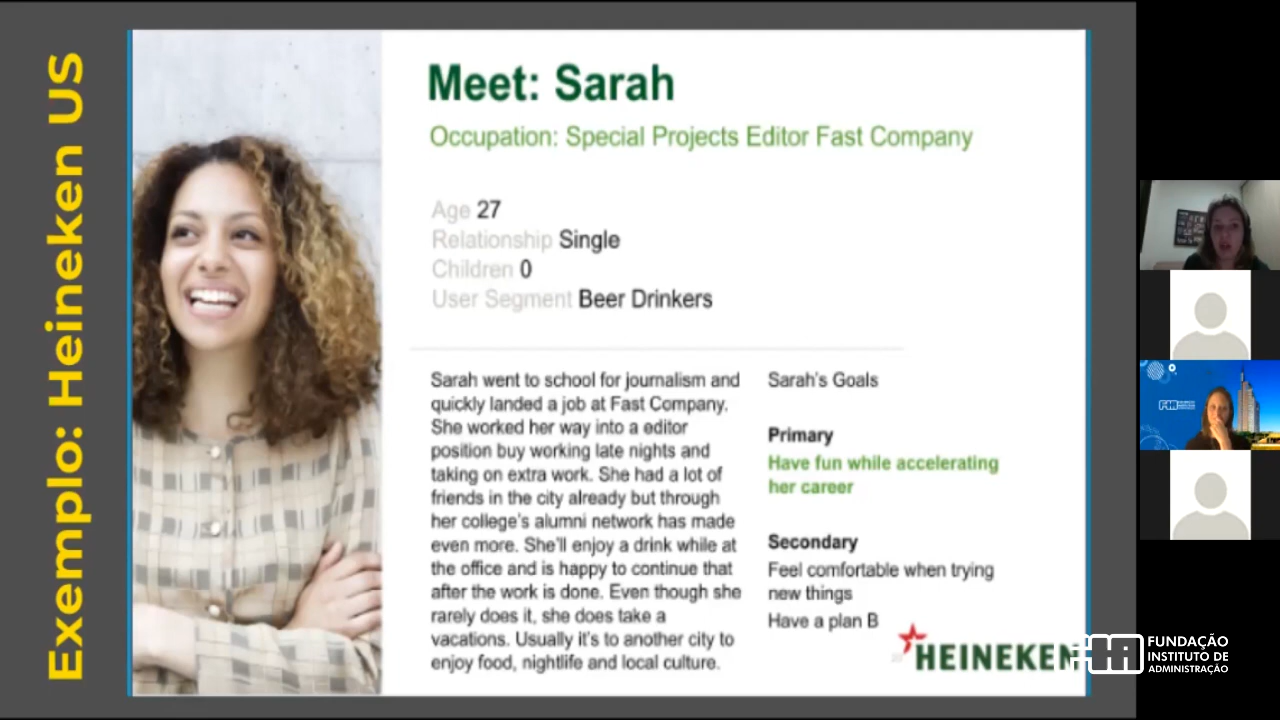 Exemplo: Heineken US
Meet: Sarah
Occupation: Special Projects Editor Fast Company
Age 27
Relationship Single
Children 0
User Segment Beer Drinkers
Sarah went to school for journalism and
quickly landed a job at Fast Company.
She worked her way into a editor
position buy working late nights and
taking on extra work. She had a lot of
friends in the city already but through
her college's alumni network has made
even more. She'll enjoy a drink while at
the office and is happy to continue that
after the work is done. Even though she
rarely does it, she does take a
vacations. Usually it's to another city to
enjoy food, nightlife and local culture.
Sarah's Goals
Primary
Have fun while accelerating
her career
Secondary
Feel comfortable when trying
new things
Have a plan B
HEINEKEN
FIA
FUNDAÇÃO
INSTITUTO DE
ADMINISTRAÇÃO